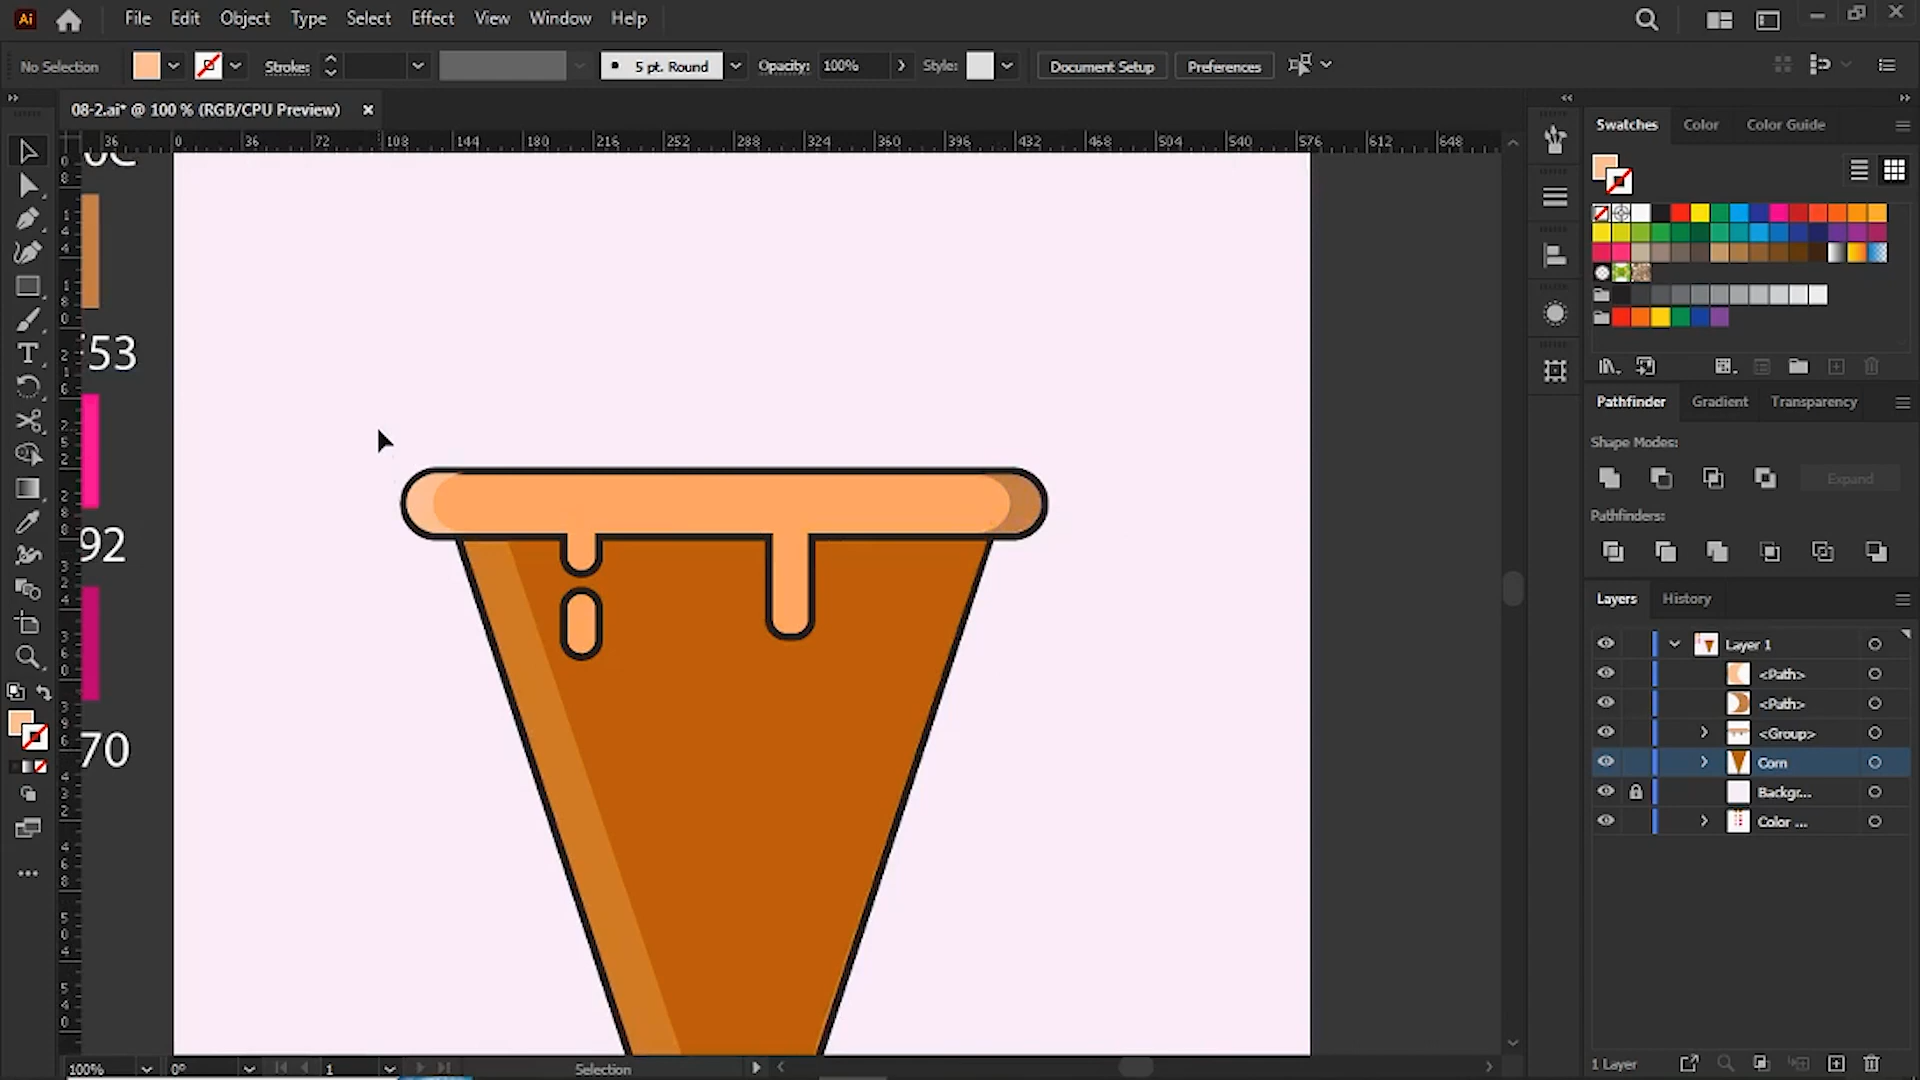 Ai File Edit Object Type Select Effect View Window Help
No Selection Stroke: 5 pt. Round Opacity: 100% Style: Document Setup Preferences
08-2.ai* @ 100 % (RGB/CPU Preview)
36 0 36 72 108 144 180 216 252 288 324 360 396 432 468 504 540 576 612 648
53
92
70
Swatches Color Color Guide
Pathfinder Gradient Transparency
Shape Modes:
Expand
Pathfinders:
Layers History
Layer 1
<Path>
<Path>
<Group>
Corn
Backgr...
Color ...
1 Layer
100% 0° 1 Selection